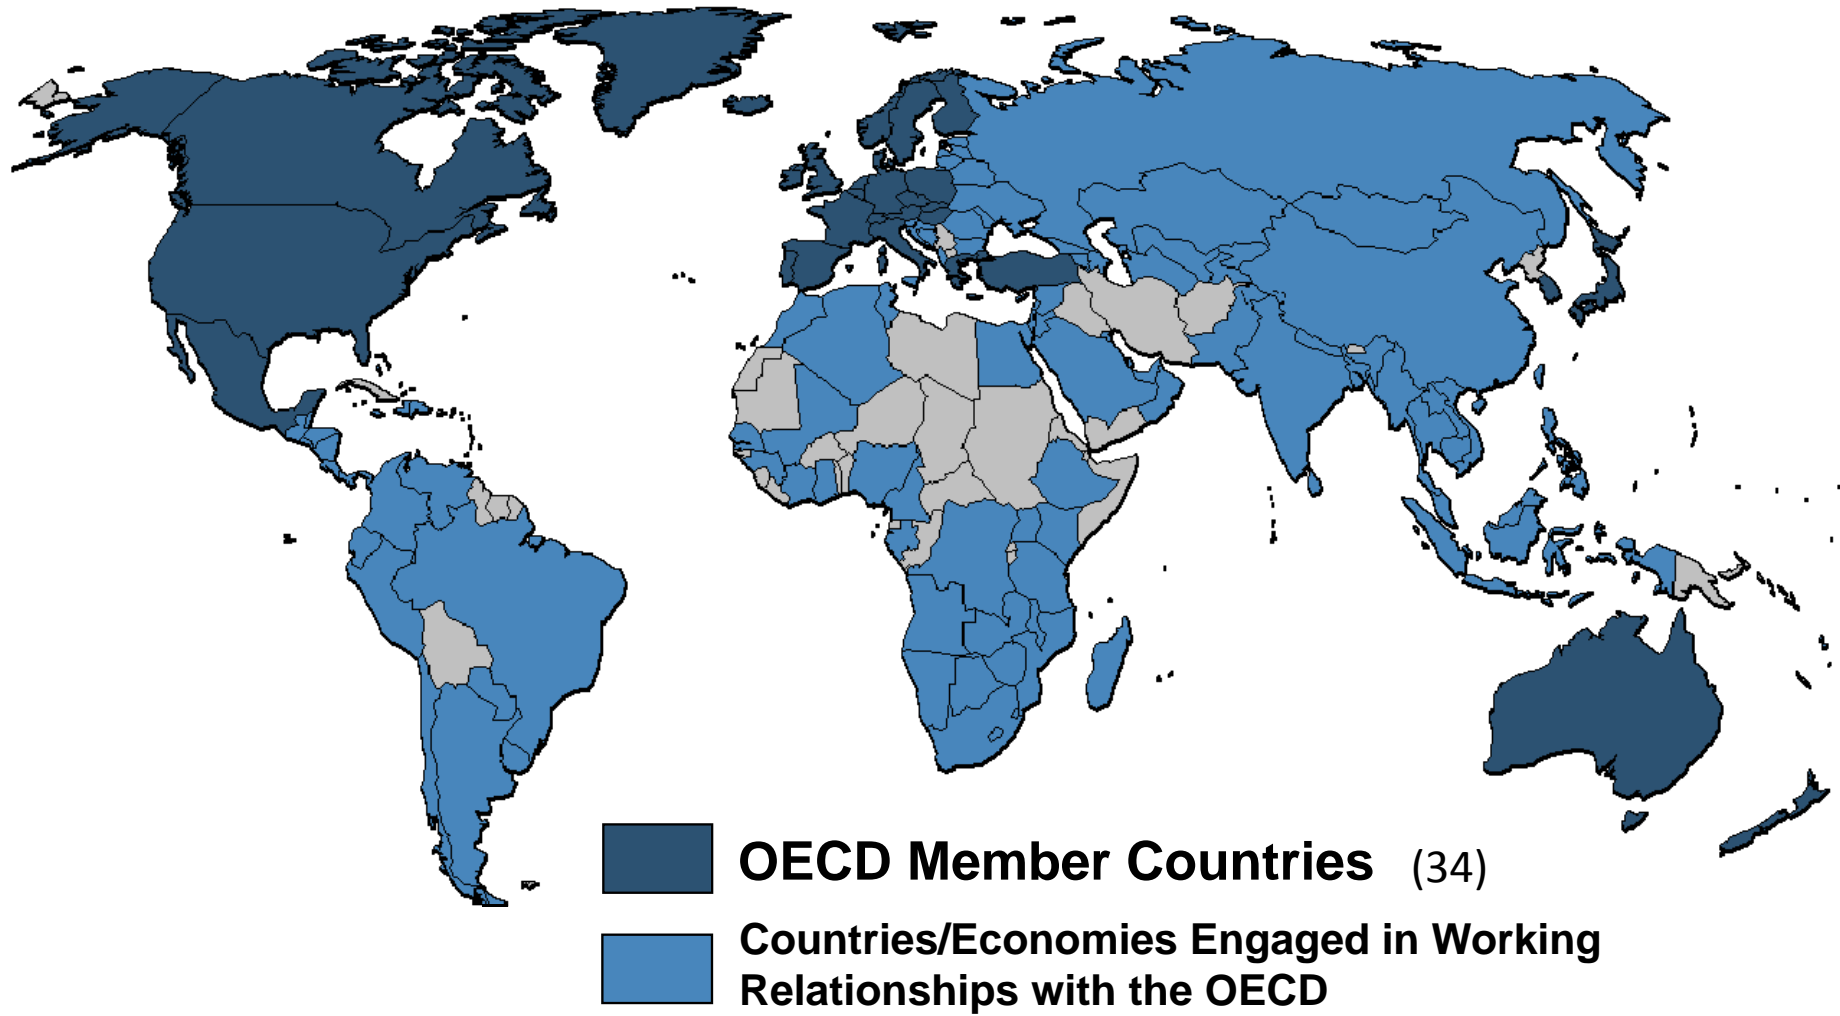 OECD Member Countries (34)
Countries/Economies Engaged in Working
Relationships with the OECD